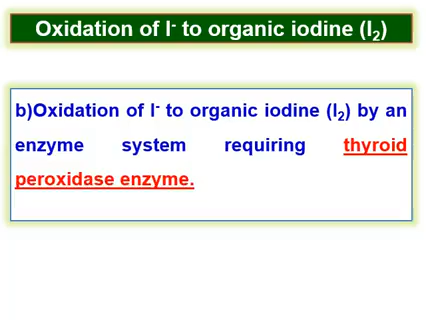 Oxidation of I⁻ to organic iodine (I₂)
b)Oxidation of I⁻ to organic iodine (I₂) by an
enzyme system requiring thyroid
peroxidase enzyme.